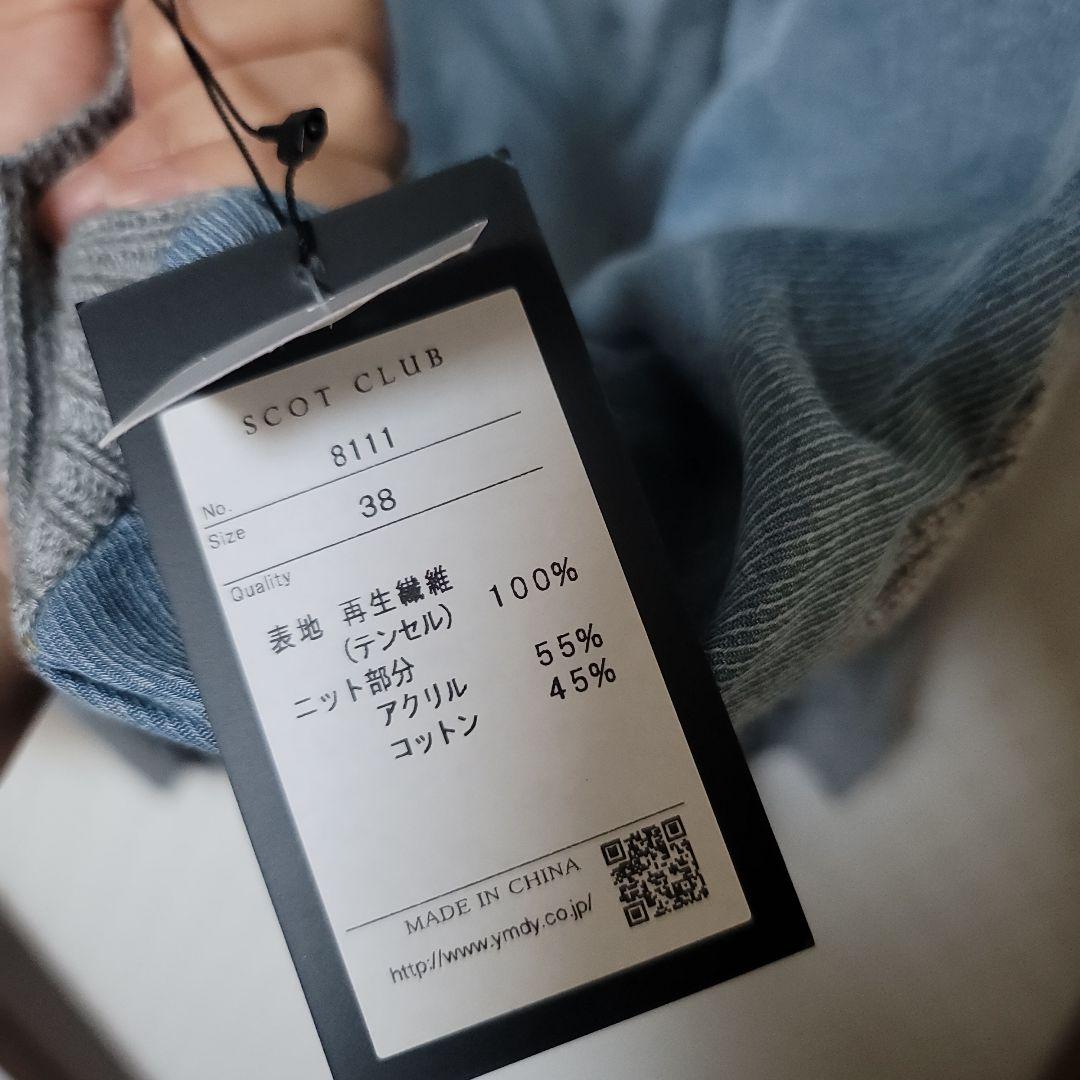 SCOT CLUB
No. 8111
Size 38
Quality
表地 再生繊維 100%
(テンセル)
ニット部分
アクリル 55%
コットン 45%
MADE IN CHINA
http://www.ymdy.co.jp/